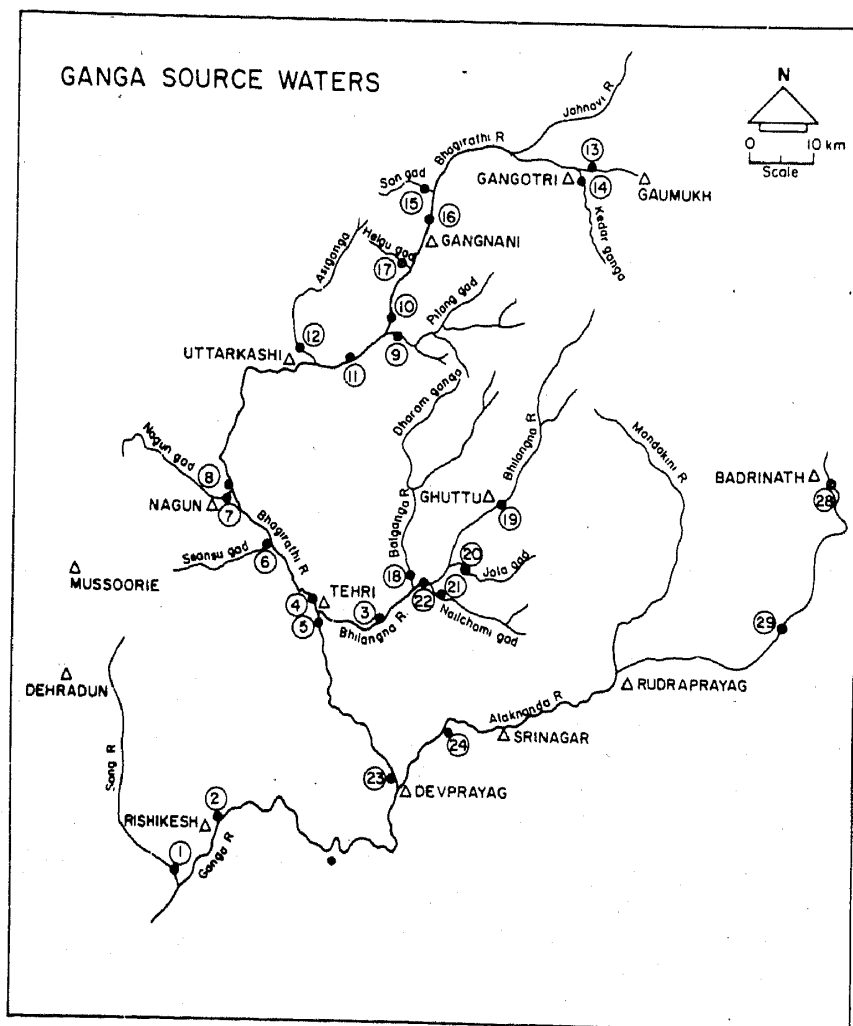 GANGA SOURCE WATERS
N
0 10 km
Scale
Jahnavi R
Bhagirathi R
13
GANGOTRI
14
GAUMUKH
Kedar ganga
Son gad
15
16
GANGNANI
Helgu gad
17
Asiganga
10
Pilang gad
12
9
UTTARKASHI
11
Dharam ganga
Bhilangna R
Mandakini R
Nagun gad
8
NAGUN
7
Bhagirathi R
Balganga R
GHUTTU
19
BADRINATH
28
Seansu gad
6
MUSSOORIE
18
20
Jola gad
4
TEHRI
3
22
21
5
Bhilangna R.
Nailchami gad
29
DEHRADUN
RUDRAPRAYAG
Alaknanda R
Song R
24
SRINAGAR
23
DEVPRAYAG
2
RISHIKESH
1
Ganga R